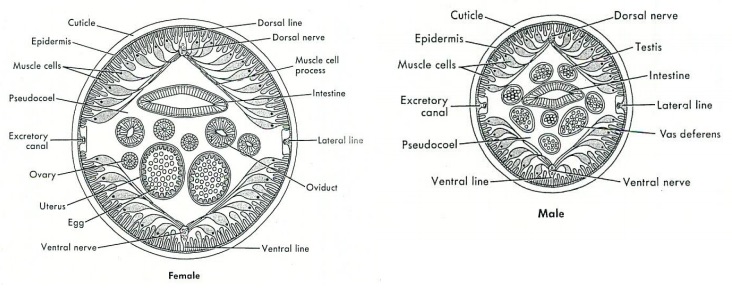 Cuticle
Epidermis
Muscle cells
Pseudocoel
Excretory
canal
Ovary
Uterus
Egg
Ventral nerve
Dorsal line
Dorsal nerve
Muscle cell
process
Intestine
Lateral line
Oviduct
Ventral line
Female
Cuticle
Epidermis
Muscle cells
Excretory
canal
Pseudocoel
Ventral line
Dorsal nerve
Testis
Intestine
Lateral line
Vas deferens
Ventral nerve
Male